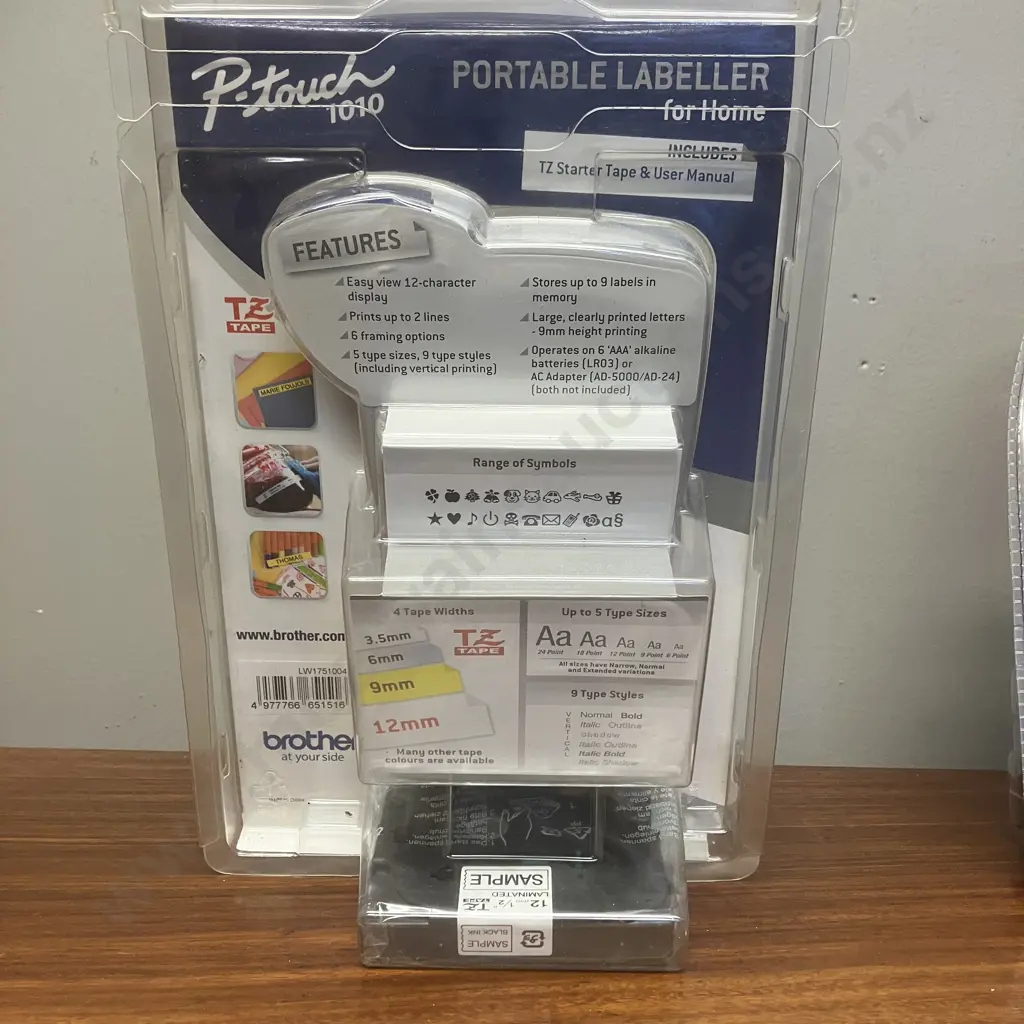 P-touch
1010
PORTABLE LABELLER
for Home
INCLUDES
TZ Starter Tape & User Manual
FEATURES
Easy view 12-character
display
Prints up to 2 lines
6 framing options
5 type sizes, 9 type styles
(including vertical printing)
Stores up to 9 labels in
memory
Large, clearly printed letters
- 9mm height printing
Operates on 6 'AAA' alkaline
batteries (LR03) or
AC Adapter (AD-5000/AD-24)
(both not included)
TZ
TAPE
THOMAS
Range of Symbols
α§
4 Tape Widths
3.5mm
6mm
9mm
12mm
TZ
TAPE
- Many other tape
colours are available
Up to 5 Type Sizes
Aa Aa Aa Aa Aa
24 Point 18 Point 12 Point 9 Point 6 Point
All sizes have Narrow, Normal
and Extended variations
9 Type Styles
VERTICAL
Normal Bold
Italic Outline
Shadow
Italic Outline
Italic Bold
Italic Shadow
www.brother.com
LW1751004
4 977766 651516
brother
at your side
SAMPLE
LAMINATED
12mm 1/2" TZ
BLACK INK
SAMPLE